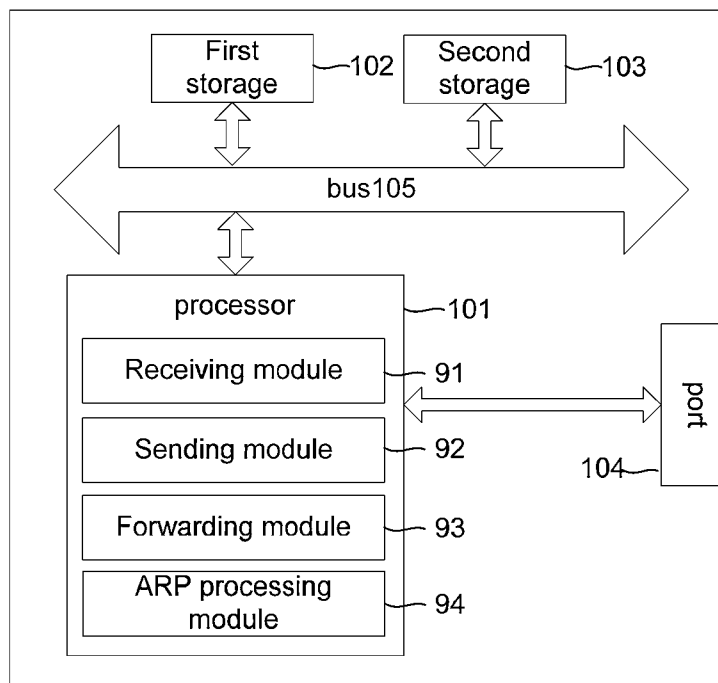 First
storage
102
Second
storage
103
bus105
processor
101
Receiving module
91
Sending module
92
Forwarding module
93
ARP processing
module
94
port
104